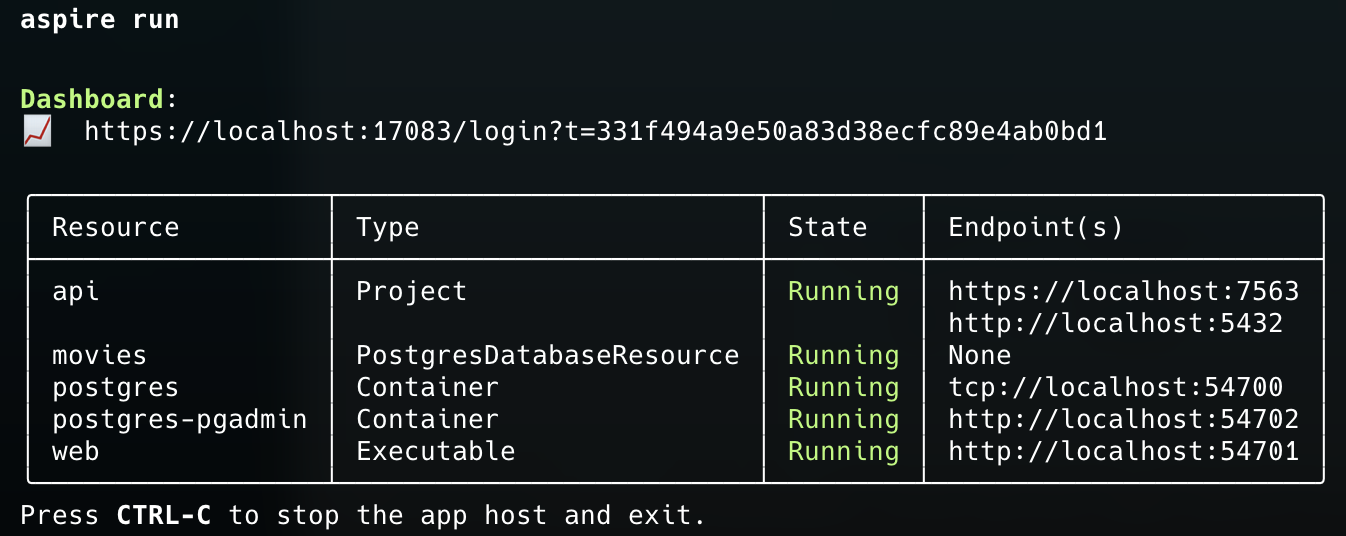 aspire run
Dashboard:
📈 https://localhost:17083/login?t=331f494a9e50a83d38ecfc89e4ab0bd1
Resource Type State Endpoint(s)
api Project Running https://localhost:7563
http://localhost:5432
movies PostgresDatabaseResource Running None
postgres Container Running tcp://localhost:54700
postgres-pgadmin Container Running http://localhost:54702
web Executable Running http://localhost:54701
Press CTRL-C to stop the app host and exit.